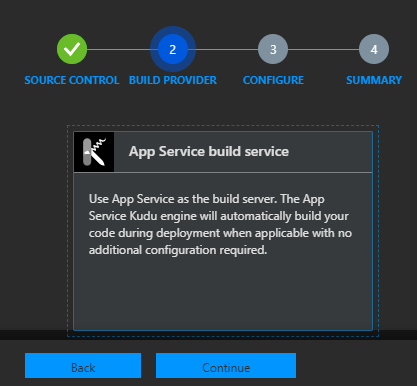 2 3 4
SOURCE CONTROL BUILD PROVIDER CONFIGURE SUMMARY
App Service build service
Use App Service as the build server. The App
Service Kudu engine will automatically build your
code during deployment when applicable with no
additional configuration required.
Back Continue